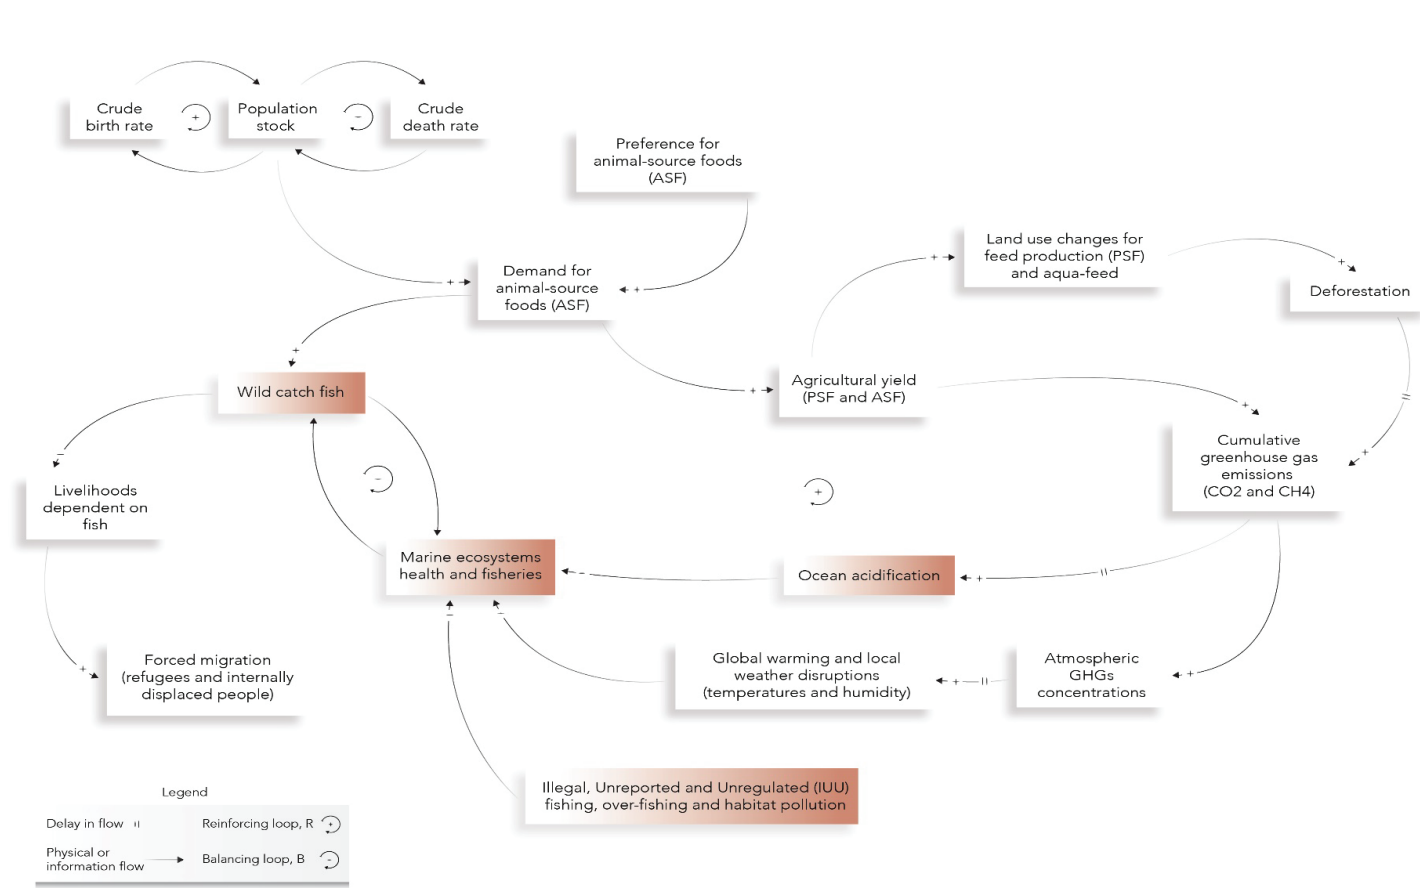 Crude
birth rate
+
Population
stock
-
Crude
death rate
Preference for
animal-source foods
(ASF)
Land use changes for
feed production (PSF)
and aqua-feed
Demand for
animal-source
foods (ASF)
Deforestation
+
+
+
+
+
Wild catch fish
Agricultural yield
(PSF and ASF)
+
+
Cumulative
greenhouse gas
emissions
(CO2 and CH4)
+
-
Livelihoods
dependent on
fish
-
+
Marine ecosystems
health and fisheries
-
Ocean acidification
+
Forced migration
(refugees and internally
displaced people)
+
-
-
Global warming and local
weather disruptions
(temperatures and humidity)
+
Atmospheric
GHGs
concentrations
+
Illegal, Unreported and Unregulated (IUU)
fishing, over-fishing and habitat pollution
Legend
Delay in flow
Reinforcing loop, R
+
Physical or
information flow
Balancing loop, B
-